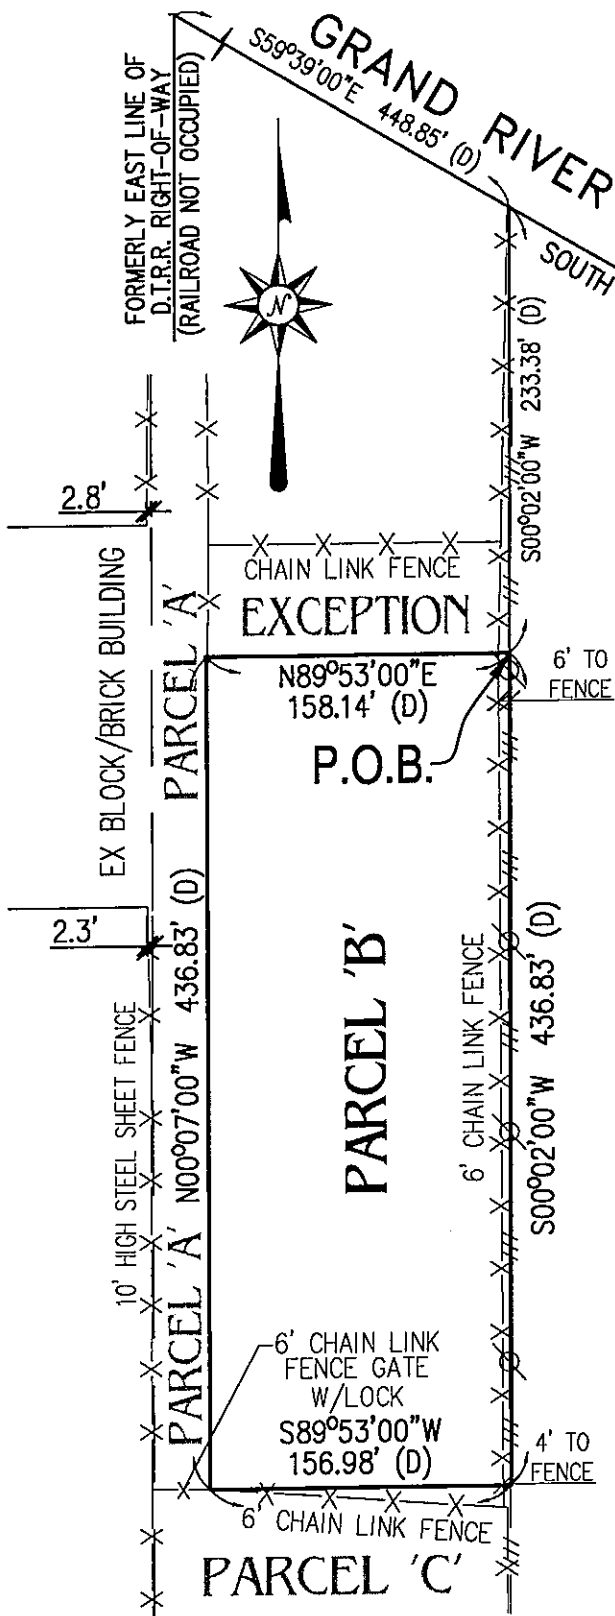 GRAND RIVER
S59°39'00"E 448.85' (D)
FORMERLY EAST LINE OF
D.T.R.R. RIGHT-OF-WAY
(RAILROAD NOT OCCUPIED)
SOUTH
N
S00°02'00"W 233.38' (D)
2.8'
CHAIN LINK FENCE
EXCEPTION
EX BLOCK/BRICK BUILDING
PARCEL 'A'
N89°53'00"E
158.14' (D)
6' TO
FENCE
P.O.B.
2.3'
N00°07'00"W 436.83' (D)
PARCEL 'B'
6' CHAIN LINK FENCE
S00°02'00"W 436.83' (D)
10' HIGH STEEL SHEET FENCE
PARCEL 'A'
6' CHAIN LINK
FENCE GATE
W/LOCK
S89°53'00"W
156.98' (D)
4' TO
FENCE
6' CHAIN LINK FENCE
PARCEL 'C'